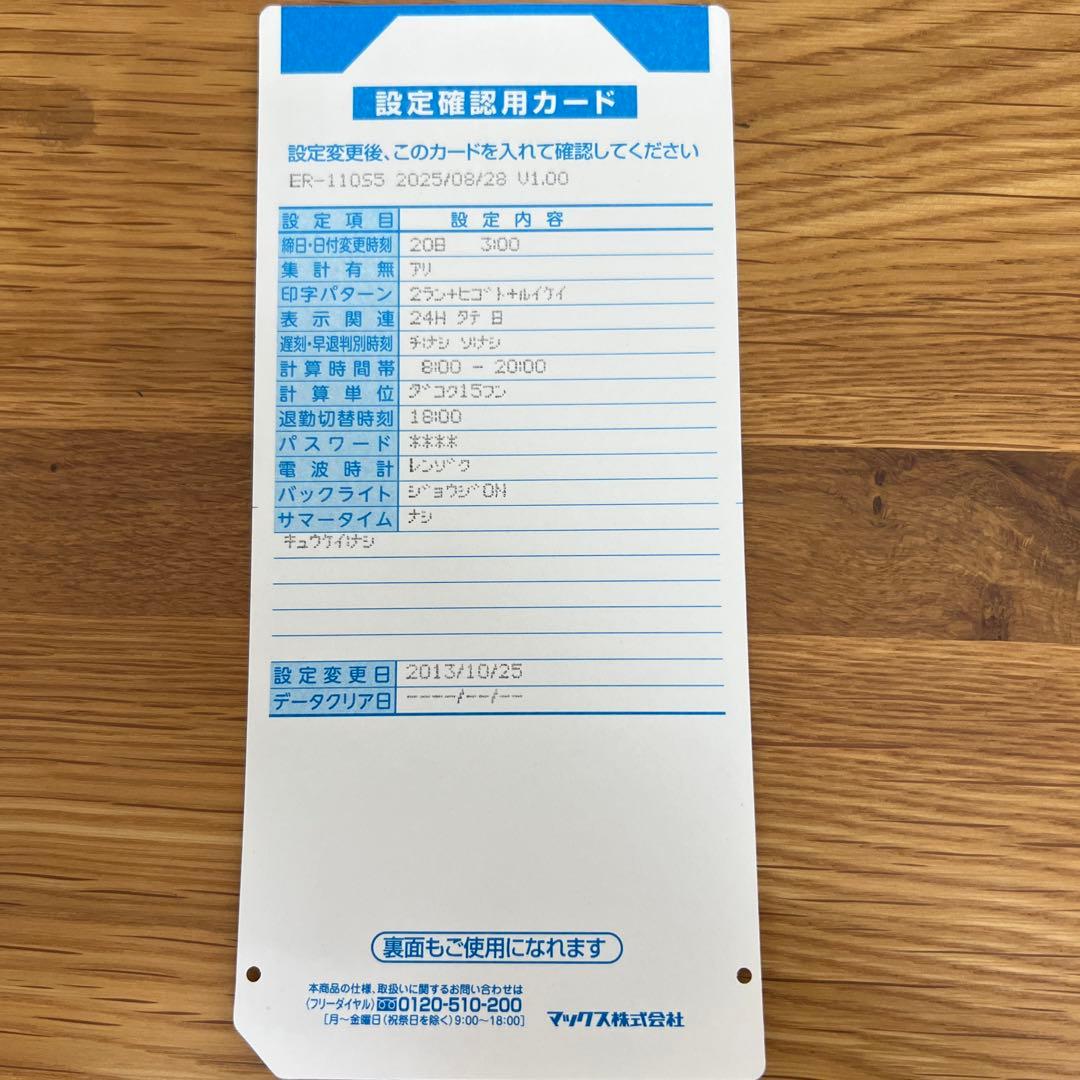 設定確認用カード
設定変更後、このカードを入れて確認してください
ER-110S5 2025/08/28 V1.00
設定項目 設定内容
締日・日付変更時刻 20日 3:00
集計有無 アリ
印字パターン 2ラン+ヒゴト+ルイケイ
表示関連 24H タテ 日
遅刻・早退判別時刻 チ:ナシ ソ:ナシ
計算時間帯 8:00 - 20:00
計算単位 ダコク15フン
退勤切替時刻 18:00
パスワード ****
電波時計 レンゾク
バックライト ジョウジON
サマータイム ナシ
キュウケイ:ナシ
設定変更日 2013/10/25
データクリア日 ----/--/--
裏面もご使用になれます
本商品の仕様、取扱いに関するお問い合わせは
(フリーダイヤル) 0120-510-200
[月〜金曜日(祝祭日を除く)9:00〜18:00] マックス株式会社